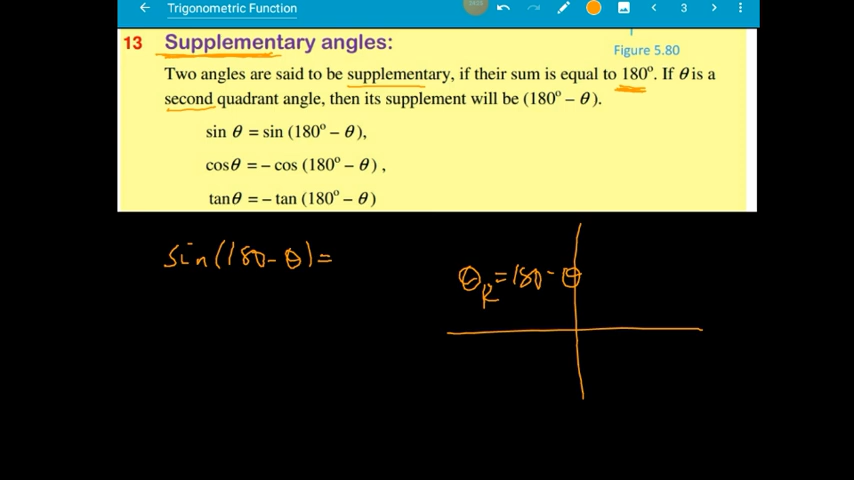 Trigonometric Function
3
13 Supplementary angles:
Figure 5.80
Two angles are said to be supplementary, if their sum is equal to 180°. If θ is a
second quadrant angle, then its supplement will be (180° – θ).
sin θ = sin (180° – θ),
cosθ = – cos (180° – θ) ,
tanθ = – tan (180° – θ)
sin(180-θ)=
θR=180-θ